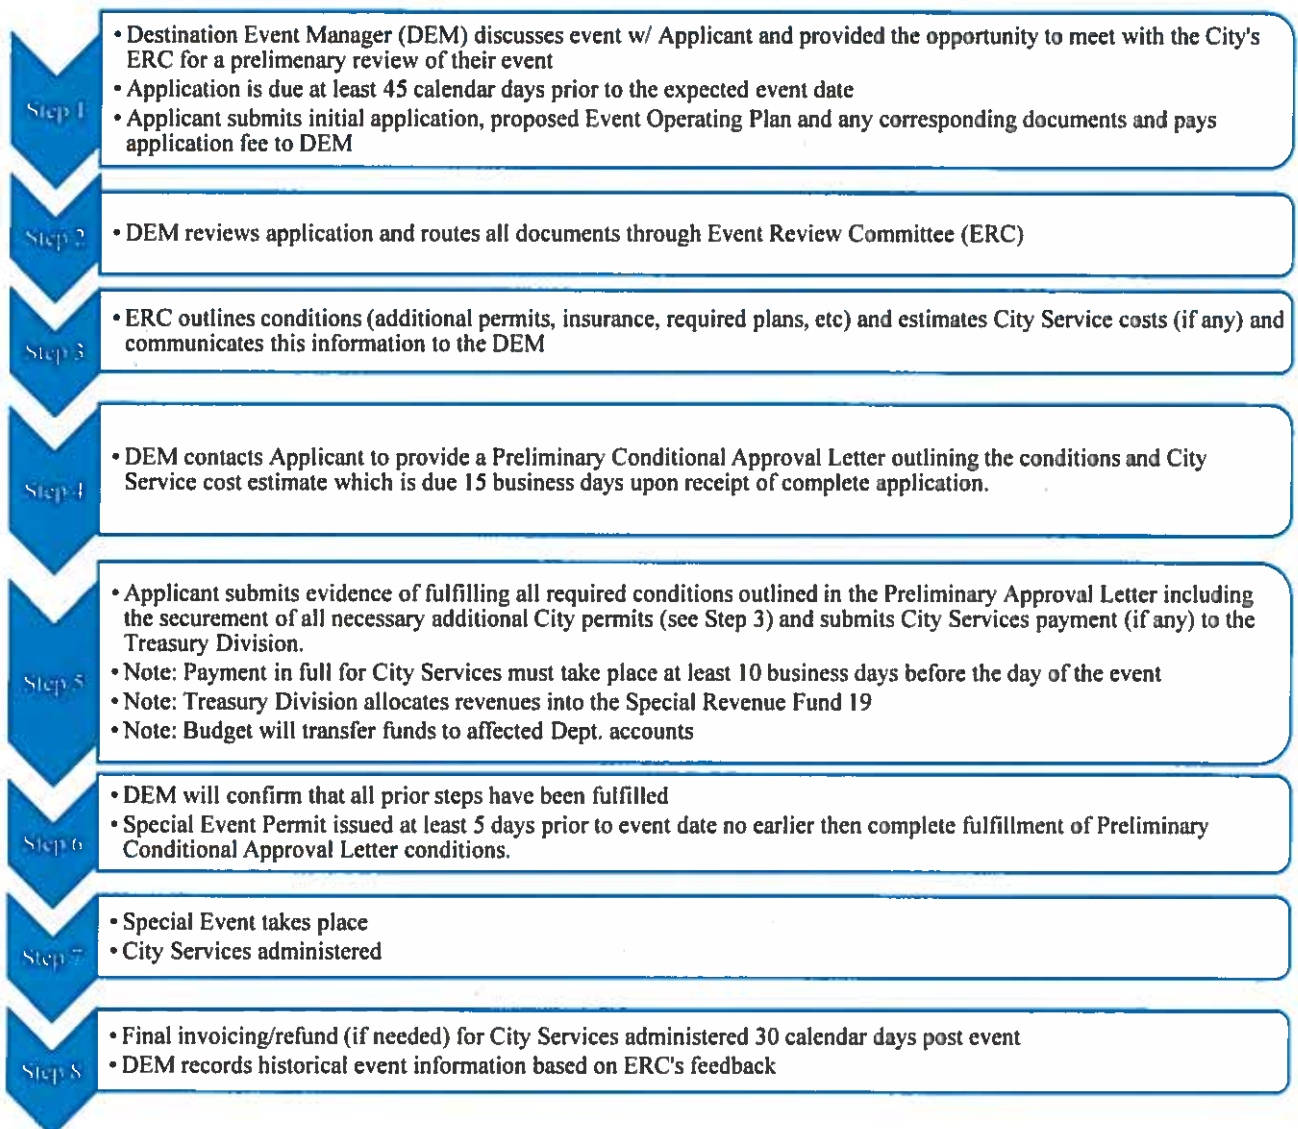 • Destination Event Manager (DEM) discusses event w/ Applicant and provided the opportunity to meet with the City's
ERC for a prelimenary review of their event
• Application is due at least 45 calendar days prior to the expected event date
Step 1
• Applicant submits initial application, proposed Event Operating Plan and any corresponding documents and pays
application fee to DEM
Step 2
• DEM reviews application and routes all documents through Event Review Committee (ERC)
• ERC outlines conditions (additional permits, insurance, required plans, etc) and estimates City Service costs (if any) and
communicates this information to the DEM
Step 3
• DEM contacts Applicant to provide a Preliminary Conditional Approval Letter outlining the conditions and City
Service cost estimate which is due 15 business days upon receipt of complete application.
Step 4
• Applicant submits evidence of fulfilling all required conditions outlined in the Preliminary Approval Letter including
the securement of all necessary additional City permits (see Step 3) and submits City Services payment (if any) to the
Treasury Division.
• Note: Payment in full for City Services must take place at least 10 business days before the day of the event
Step 5
• Note: Treasury Division allocates revenues into the Special Revenue Fund 19
• Note: Budget will transfer funds to affected Dept. accounts
• DEM will confirm that all prior steps have been fulfilled
• Special Event Permit issued at least 5 days prior to event date no earlier then complete fulfillment of Preliminary
Conditional Approval Letter conditions.
Step 6
• Special Event takes place
• City Services administered
Step 7
• Final invoicing/refund (if needed) for City Services administered 30 calendar days post event
• DEM records historical event information based on ERC's feedback
Step 8